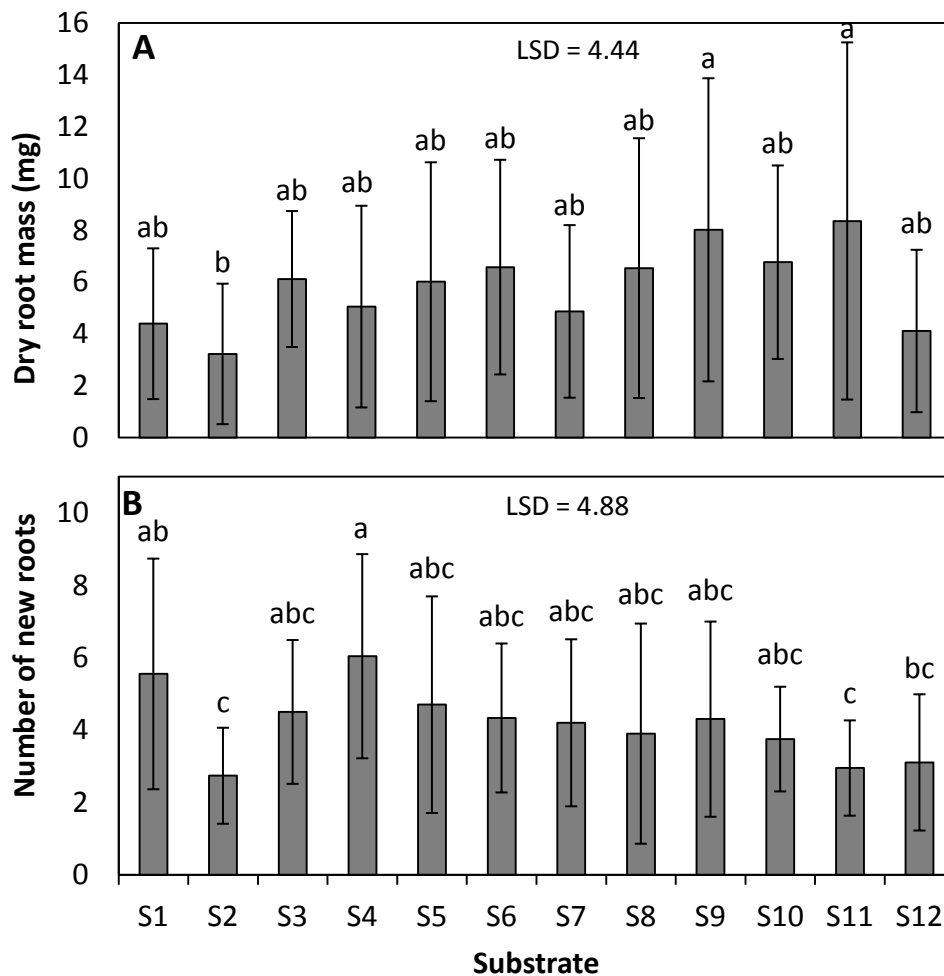 16
A
LSD = 4.44
a
a
14
ab
ab
ab
12
ab
ab
ab
10
ab
ab
ab
8
ab
b
6
4
2
0
Dry root mass (mg)
B
LSD = 4.88
10
ab
a
abc
abc
abc
abc
abc
8
abc
bc
6
c
c
4
2
0
Number of new roots
S1 S2 S3 S4 S5 S6 S7 S8 S9 S10 S11 S12
Substrate